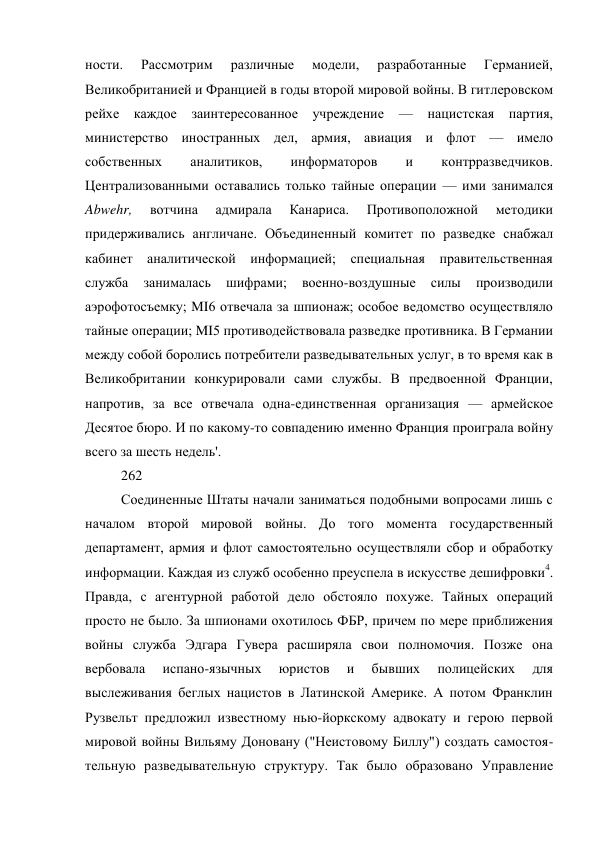 ности. Рассмотрим различные модели, разработанные Германией,
Великобританией и Францией в годы второй мировой войны. В гитлеровском
рейхе каждое заинтересованное учреждение — нацистская партия,
министерство иностранных дел, армия, авиация и флот — имело
собственных аналитиков, информаторов и контрразведчиков.
Централизованными оставались только тайные операции — ими занимался
Abwehr, вотчина адмирала Канариса. Противоположной методики
придерживались англичане. Объединенный комитет по разведке снабжал
кабинет аналитической информацией; специальная правительственная
служба занималась шифрами; военно-воздушные силы производили
аэрофотосъемку; MI6 отвечала за шпионаж; особое ведомство осуществляло
тайные операции; MI5 противодействовала разведке противника. В Германии
между собой боролись потребители разведывательных услуг, в то время как в
Великобритании конкурировали сами службы. В предвоенной Франции,
напротив, за все отвечала одна-единственная организация — армейское
Десятое бюро. И по какому-то совпадению именно Франция проиграла войну
всего за шесть недель'.
262
Соединенные Штаты начали заниматься подобными вопросами лишь с
началом второй мировой войны. До того момента государственный
департамент, армия и флот самостоятельно осуществляли сбор и обработку
информации. Каждая из служб особенно преуспела в искусстве дешифровки4.
Правда, с агентурной работой дело обстояло похуже. Тайных операций
просто не было. За шпионами охотилось ФБР, причем по мере приближения
войны служба Эдгара Гувера расширяла свои полномочия. Позже она
вербовала испано-язычных юристов и бывших полицейских для
выслеживания беглых нацистов в Латинской Америке. А потом Франклин
Рузвельт предложил известному нью-йоркскому адвокату и герою первой
мировой войны Вильяму Доновану ("Неистовому Биллу") создать самостоя-
тельную разведывательную структуру. Так было образовано Управление